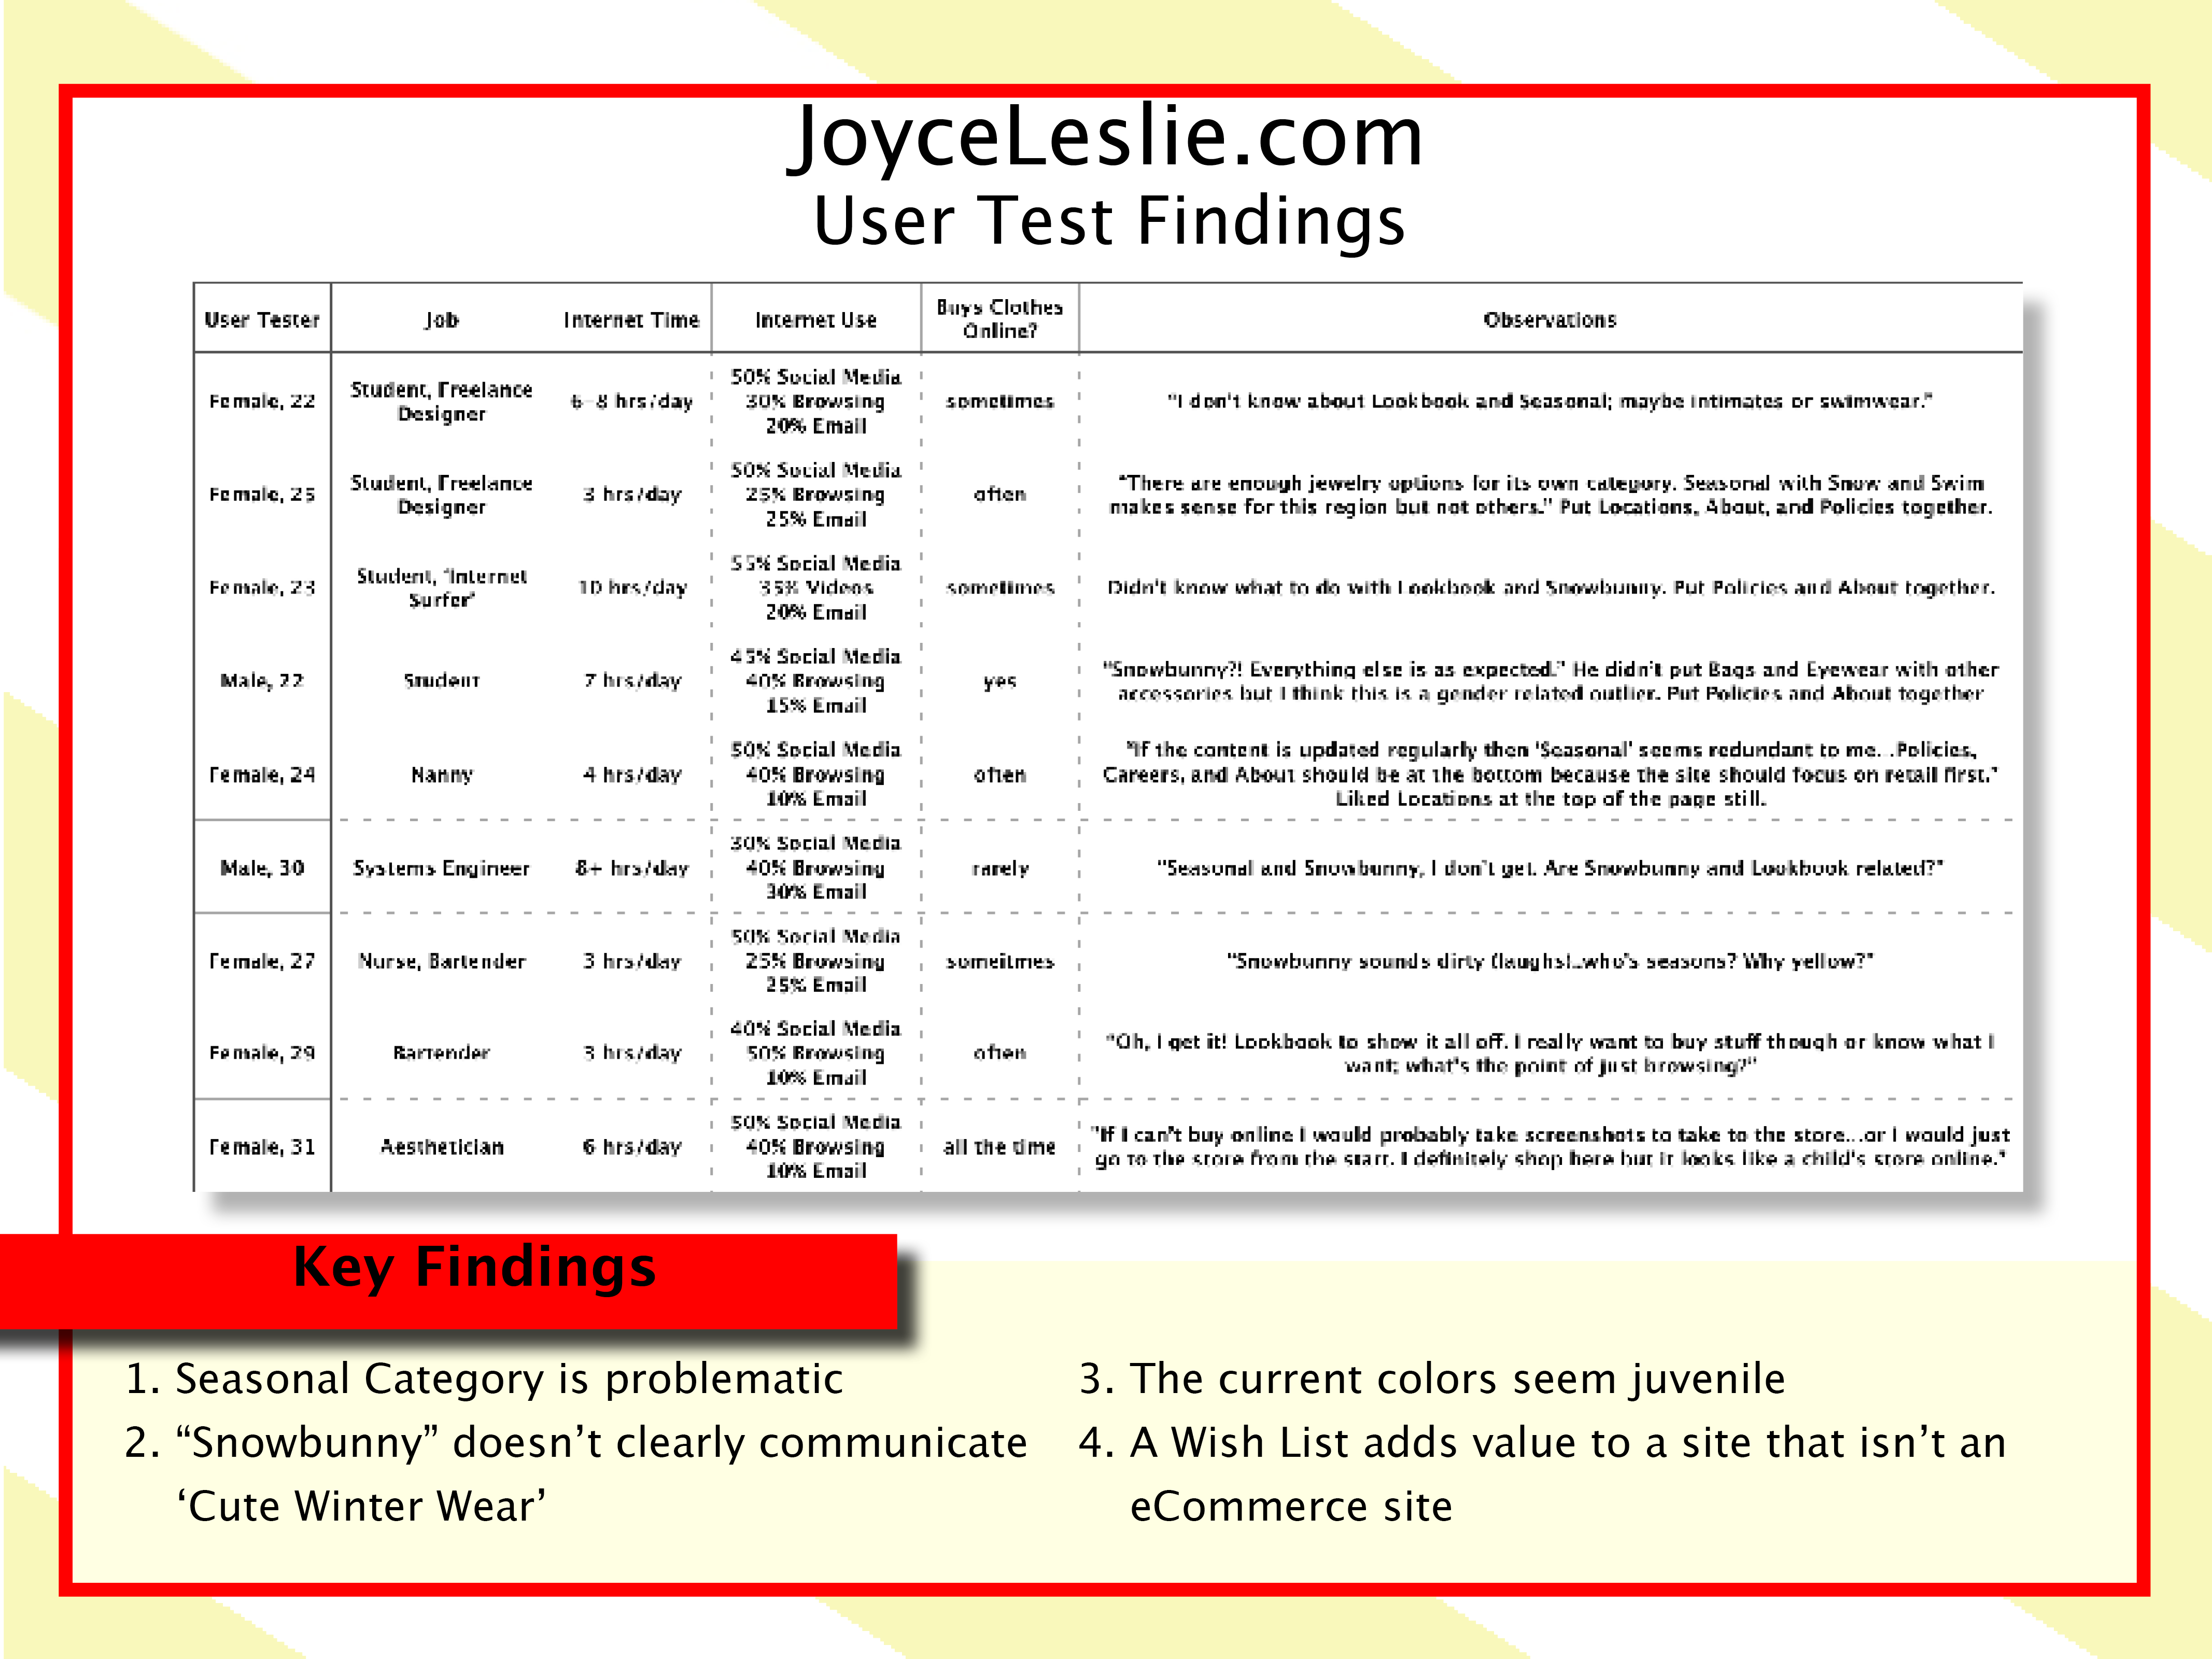 JoyceLeslie.com
User Test Findings
User Tester Job Internet Time Internet Use Buys Clothes Online? Observations
Female, 22 Student, Freelance Designer 6-8 hrs/day 50% Social Media 30% Browsing 20% Email sometimes "I don't know about Lookbook and Seasonal; maybe intimates or swimwear."
Female, 25 Student, Freelance Designer 3 hrs/day 50% Social Media 25% Browsing 25% Email often "There are enough jewelry options for its own category. Seasonal with Snow and Swim makes sense for this region but not others." Put Locations, About, and Policies together.
Female, 23 Student, "Internet Surfer" 10 hrs/day 55% Social Media 35% Videos 20% Email sometimes Didn't know what to do with Lookbook and Snowbunny. Put Policies and About together.
Male, 22 Student 7 hrs/day 45% Social Media 40% Browsing 15% Email yes "Snowbunny?! Everything else is as expected." He didn't put Bags and Eyewear with other accessories but I think this is a gender related outlier. Put Policies and About together
Female, 24 Nanny 4 hrs/day 50% Social Media 40% Browsing 10% Email often "If the content is updated regularly then 'Seasonal' seems redundant to me...Policies, Careers, and About should be at the bottom because the site should focus on retail first." Liked Locations at the top of the page still.
Male, 30 Systems Engineer 8+ hrs/day 30% Social Media 40% Browsing 30% Email rarely "Seasonal and Snowbunny, I don't get. Are Snowbunny and Lookbook related?"
Female, 27 Nurse, Bartender 3 hrs/day 50% Social Media 25% Browsing 25% Email someitmes "Snowbunny sounds dirty (laughs)...who's seasons? Why yellow?"
Female, 29 Bartender 3 hrs/day 40% Social Media 50% Browsing 10% Email often "Oh, I get it! Lookbook to show it all off. I really want to buy stuff though or know what I want; what's the point of just browsing?"
Female, 31 Aesthetician 6 hrs/day 50% Social Media 40% Browsing 10% Email all the time "If I can't buy online I would probably take screenshots to take to the store...or I would just go to the store from the start. I definitely shop here but it looks like a child's store online."
Key Findings
1. Seasonal Category is problematic
2. “Snowbunny” doesn’t clearly communicate
‘Cute Winter Wear’
3. The current colors seem juvenile
4. A Wish List adds value to a site that isn’t an
eCommerce site